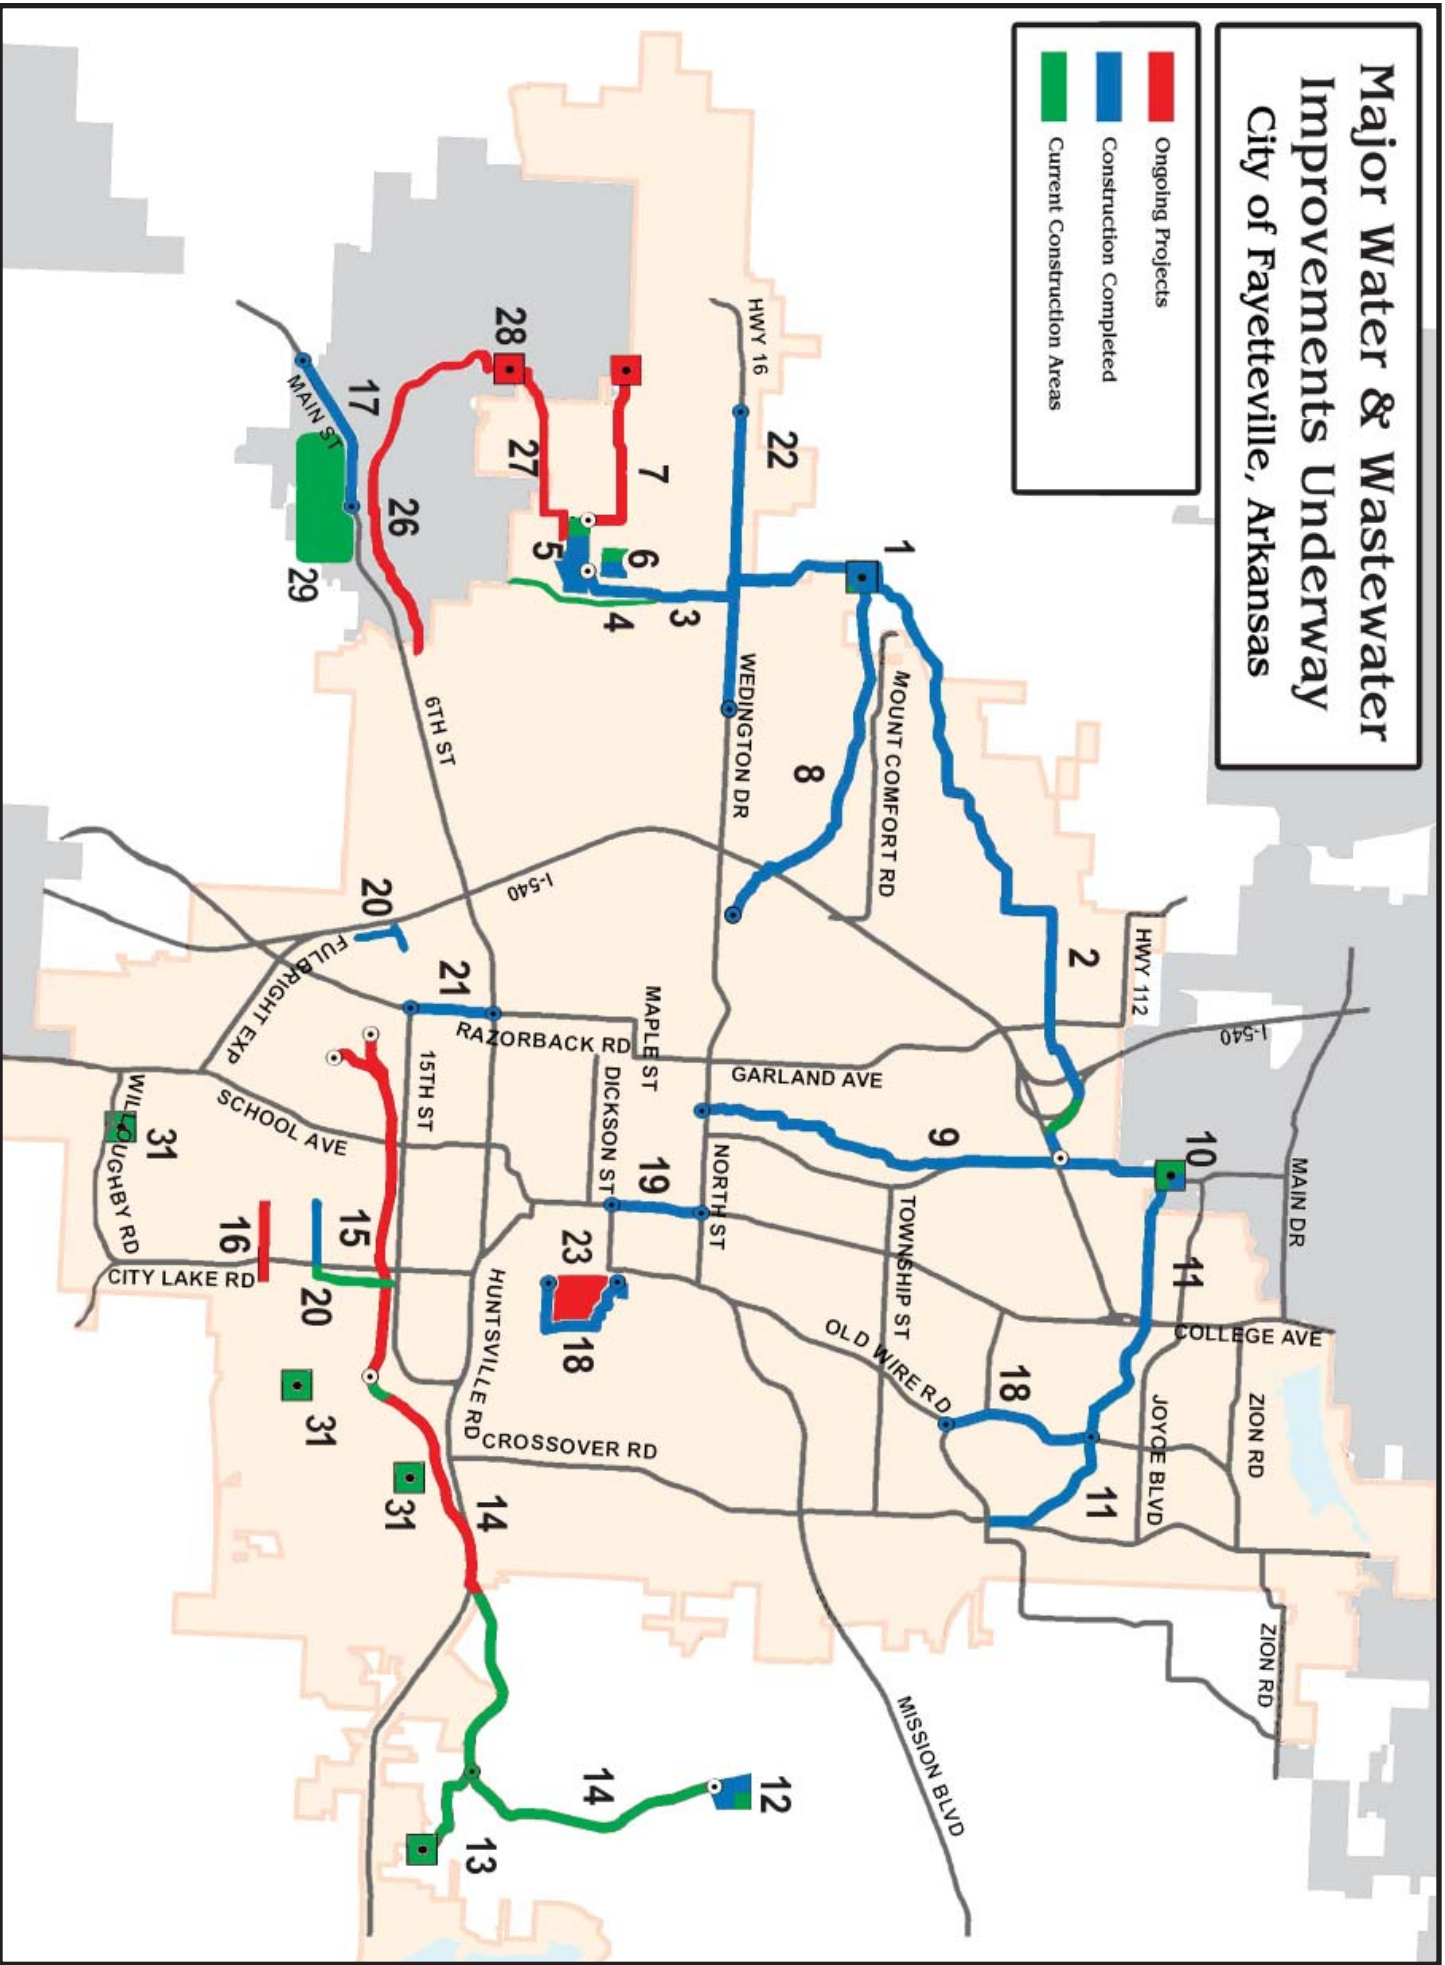 Major Water & Wastewater
Improvements Underway
City of Fayetteville, Arkansas
Ongoing Projects
Construction Completed
Current Construction Areas
MAIN DR
ZION RD
ZION RD
I-540
HWY 112
10
11
COLLEGE AVE
JOYCE BLVD
2
11
18
1
MOUNT COMFORT RD
9
TOWNSHIP ST
OLD WIRE RD
MISSION BLVD
8
GARLAND AVE
HWY 16
22
WEDINGTON DR
NORTH ST
12
7
3
MAPLE ST
19
6
4
DICKSON ST
CROSSOVER RD
14
5
27
28
I-540
RAZORBACK RD
23
18
HUNTSVILLE RD
14
13
6TH ST
21
15TH ST
26
17
MAIN ST
20
FULBRIGHT EXP
SCHOOL AVE
15
20
31
31
29
16
31
CITY LAKE RD
WILLOUGHBY RD